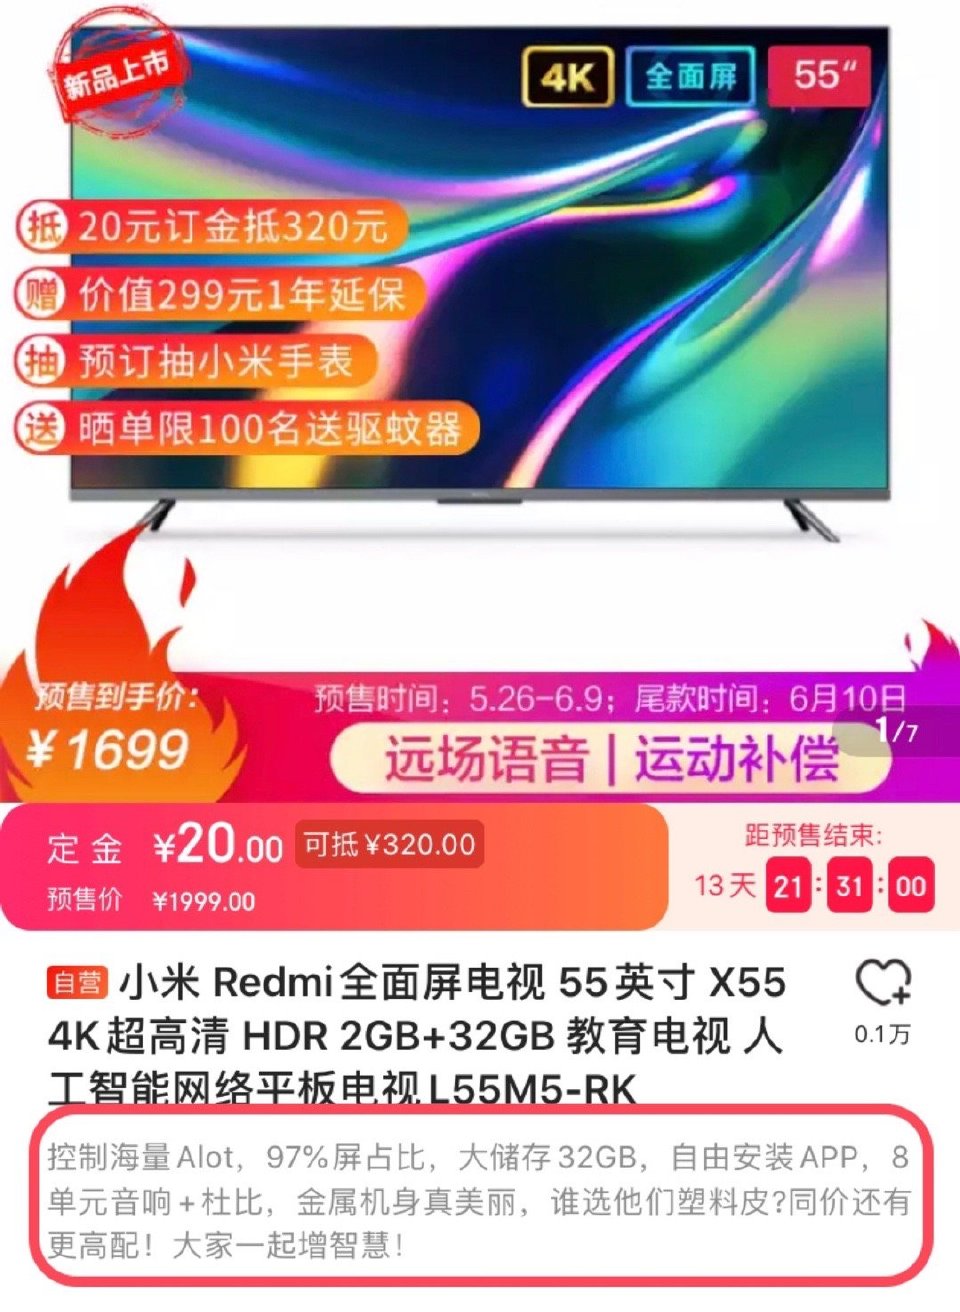 新品上市
4K
全面屏
55“
抵 20元订金抵320元
赠 价值299元1年延保
抽 预订抽小米手表
送 晒单限100名送驱蚊器
预售到手价:
¥1699
预售时间: 5.26-6.9; 尾款时间: 6月10日
远场语音|运动补偿
1/7
定金 ¥20.00 可抵 ¥320.00
预售价 ¥1999.00
距预售结束:
13天 21:31:00
自营 小米 Redmi全面屏电视 55英寸 X55
4K超高清 HDR 2GB+32GB 教育电视 人
工智能网络平板电视L55M5-RK
0.1万
控制海量Alot，97%屏占比，大储存32GB，自由安装APP，8
单元音响+杜比，金属机身真美丽，谁选他们塑料皮?同价还有
更高配！大家一起增智慧！